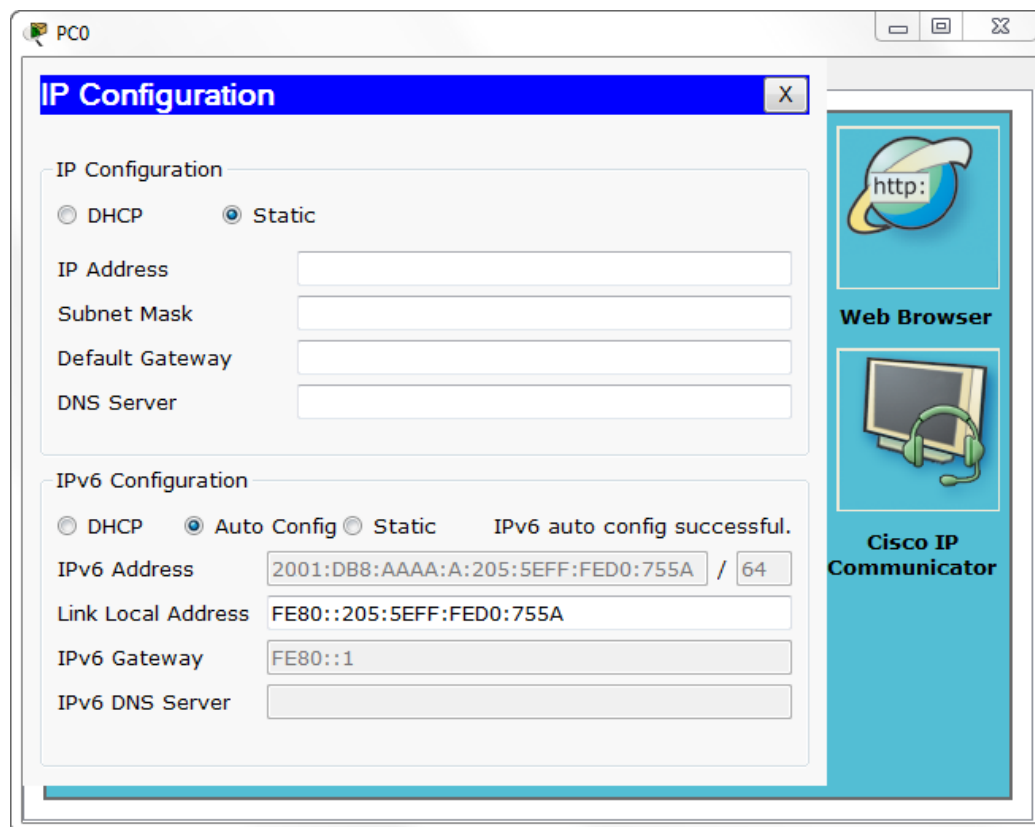 PC0
IP Configuration X
IP Configuration
DHCP Static
IP Address
Subnet Mask
Default Gateway
DNS Server
IPv6 Configuration
DHCP Auto Config Static IPv6 auto config successful.
IPv6 Address 2001:DB8:AAAA:A:205:5EFF:FED0:755A / 64
Link Local Address FE80::205:5EFF:FED0:755A
IPv6 Gateway FE80::1
IPv6 DNS Server
http:
Web Browser
Cisco IP
Communicator